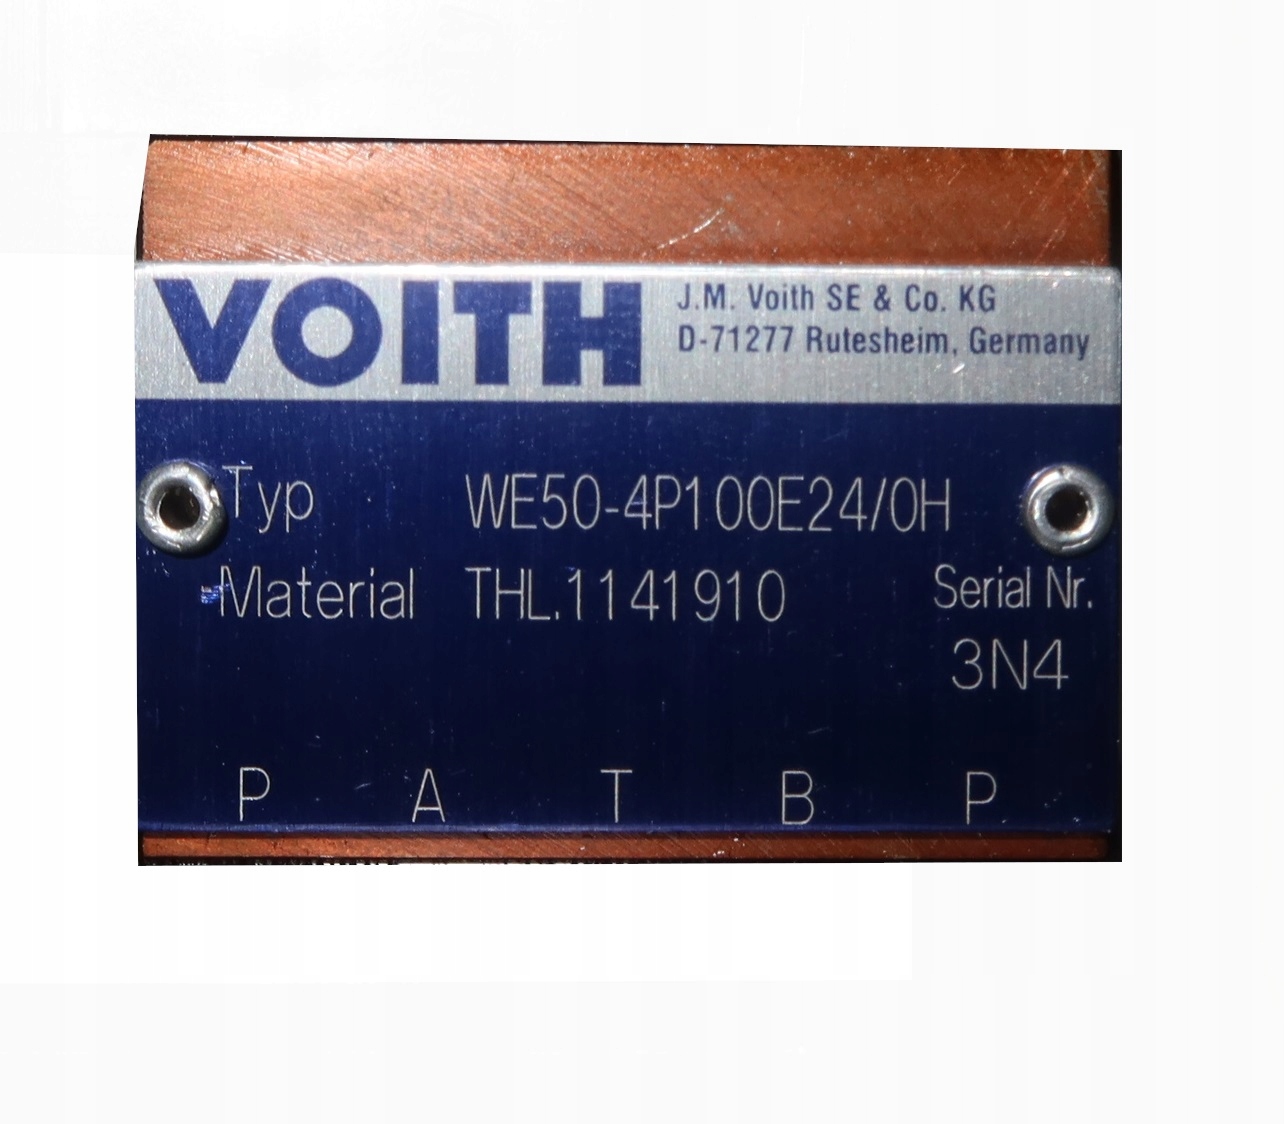 VOITH
J.M. Voith SE & Co. KG
D-71277 Rutesheim, Germany
Typ WE50-4P100E24/0H
Material THL.1141910 Serial Nr.
3N4
P A T B P